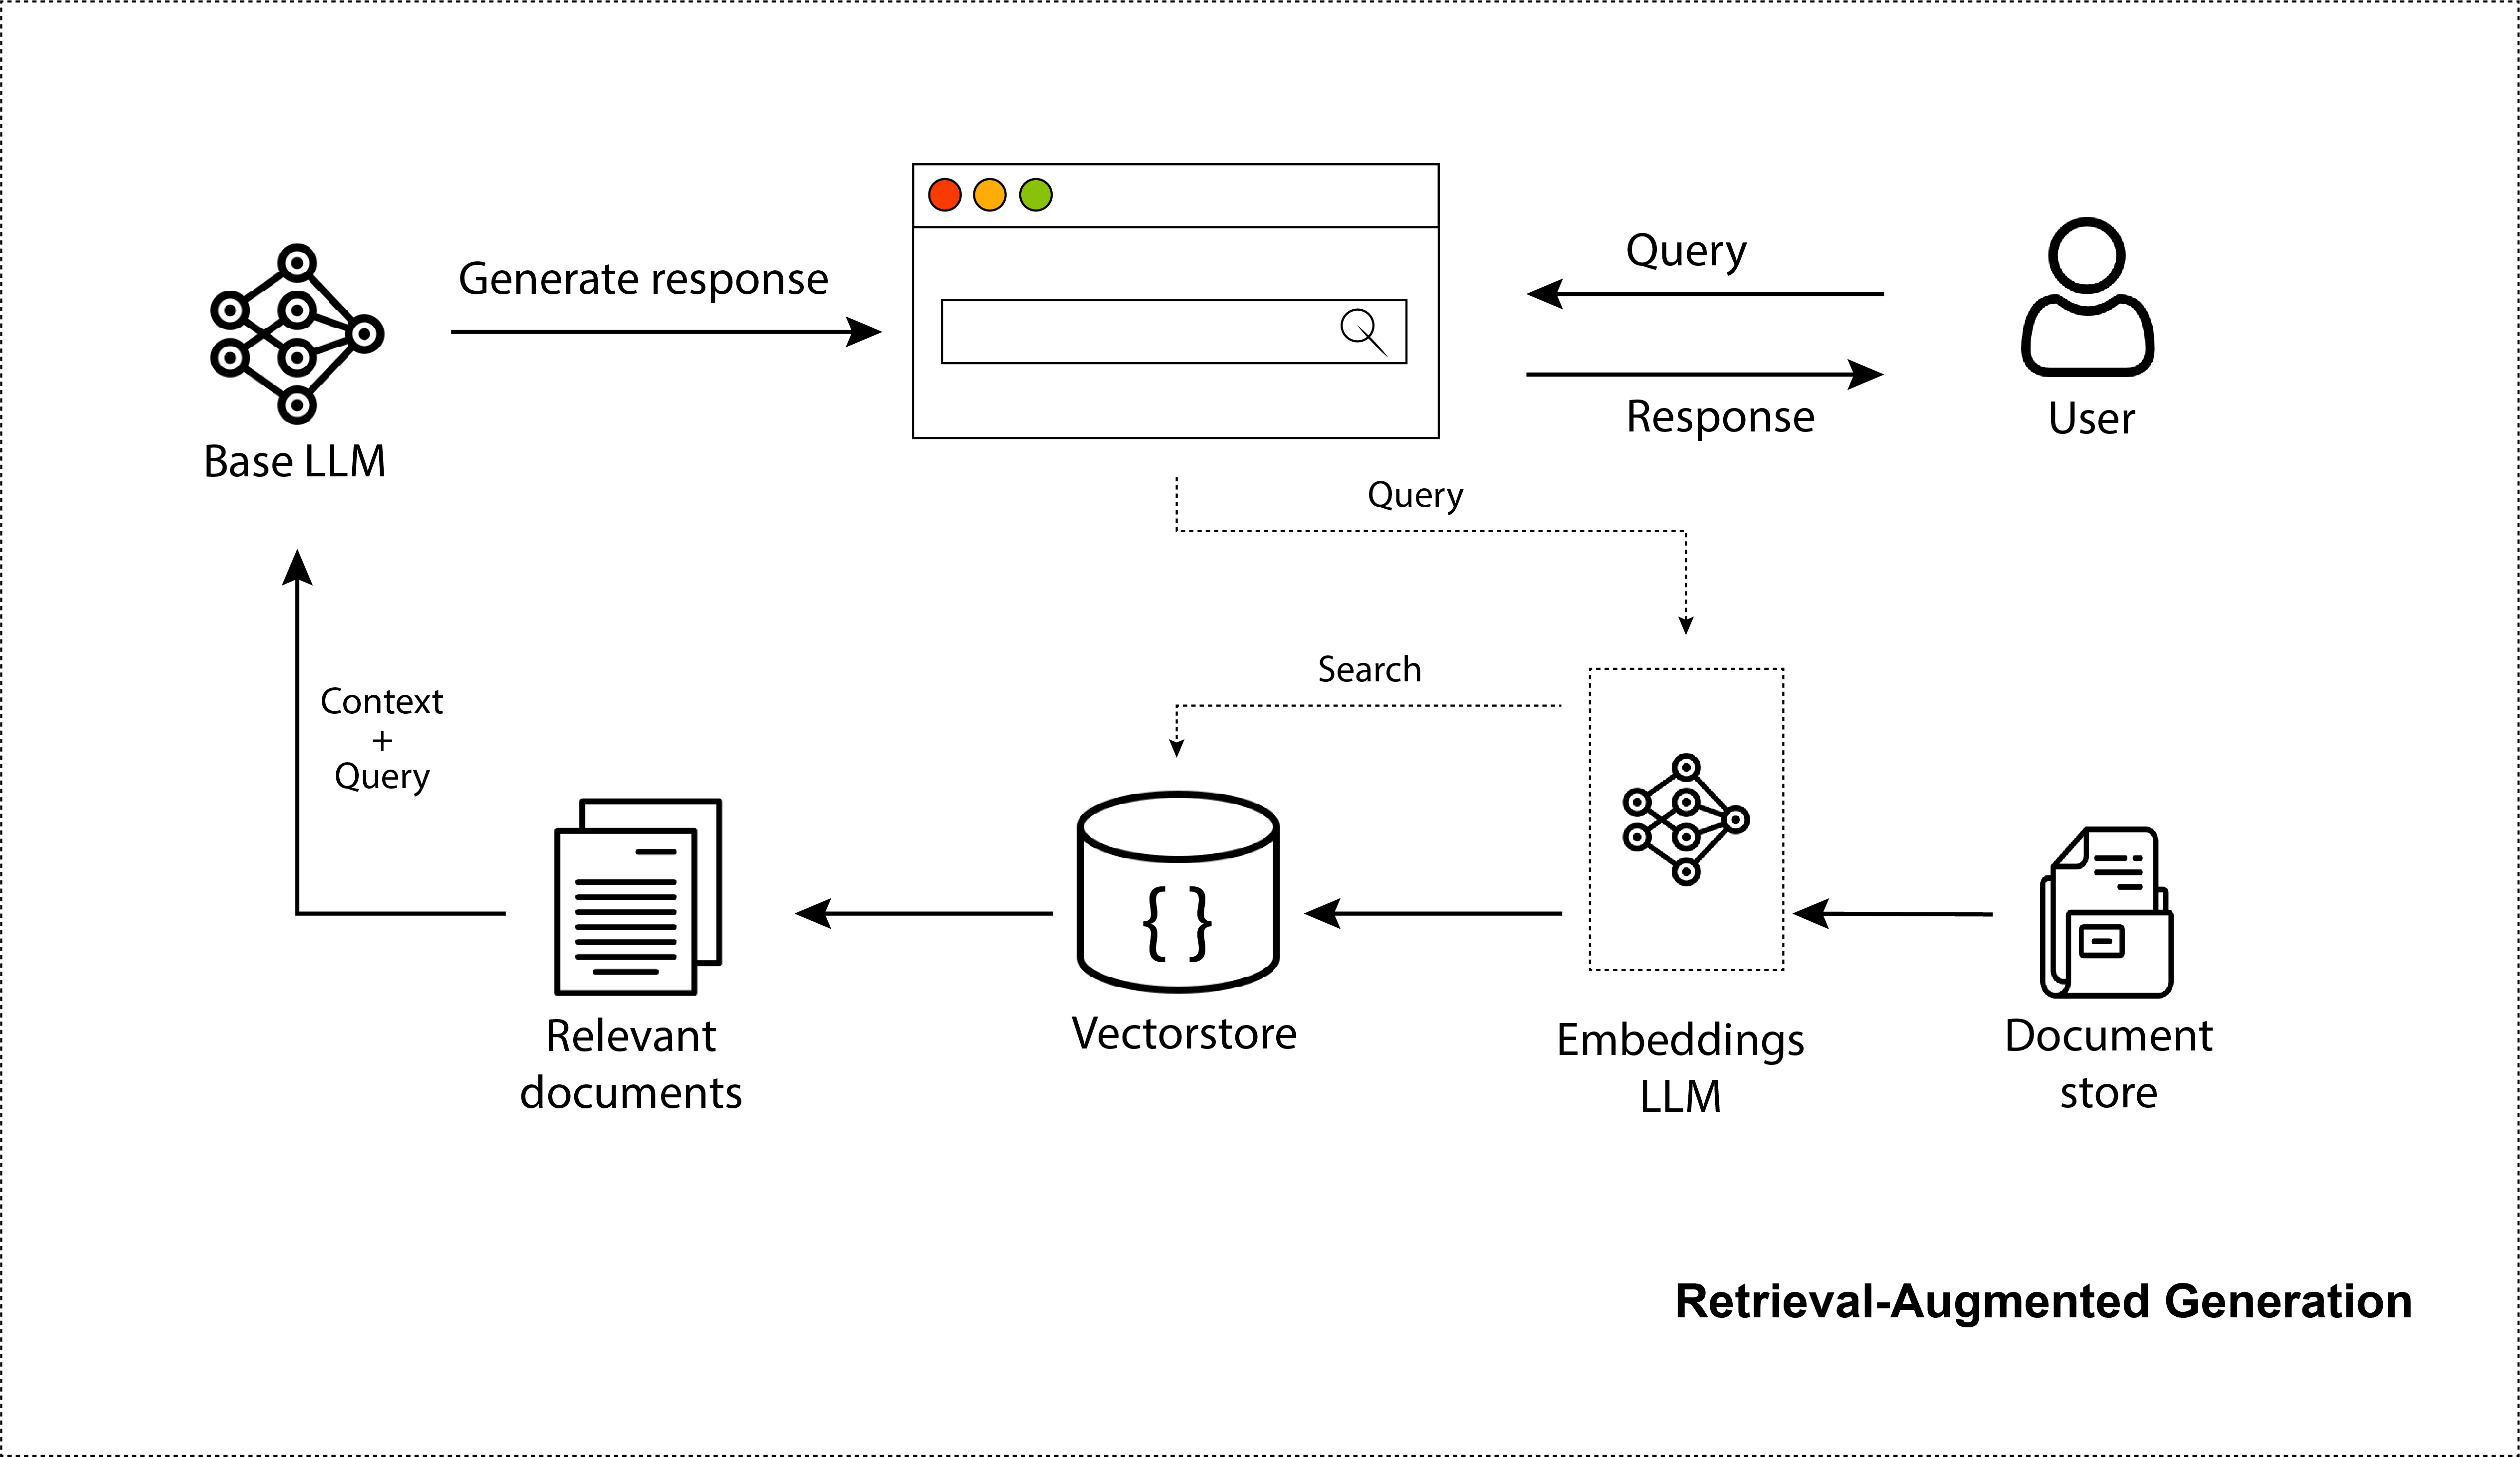 Query
Generate response
Response
User
Base LLM
Query
Search
Context
+
Query
{ }
Relevant
documents
Vectorstore
Embeddings
LLM
Document
store
Retrieval-Augmented Generation